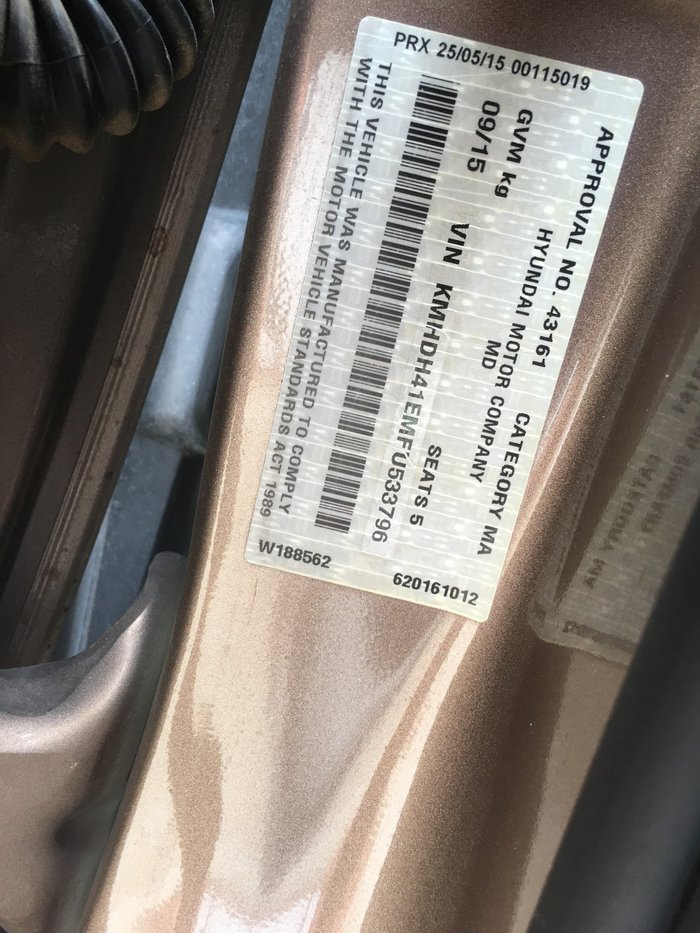 PRX 25/05/15 00115019
APPROVAL NO. 43161 CATEGORY MA
HYUNDAI MOTOR COMPANY
MD
GVM kg SEATS 5
09/15 VIN KMHDH41EMFU533796
THIS VEHICLE WAS MANUFACTURED TO COMPLY
WITH THE MOTOR VEHICLE STANDARDS ACT 1989
W188562 620161012